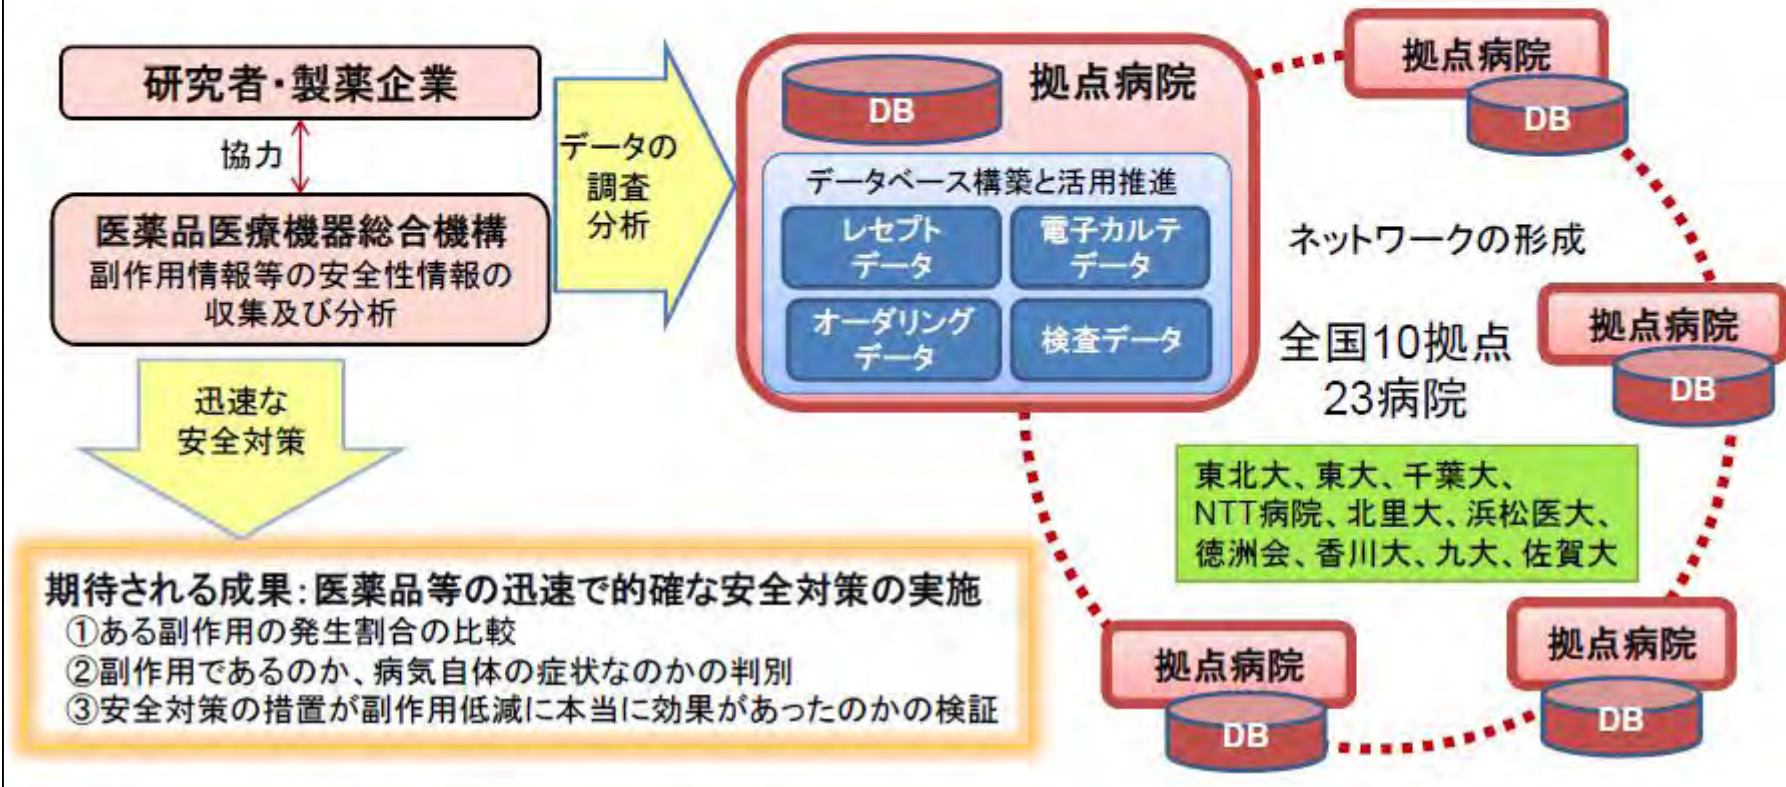 研究者・製薬企業
協力
医薬品医療機器総合機構
副作用情報等の安全性情報の
収集及び分析
データの
調査
分析
迅速な
安全対策
期待される成果：医薬品等の迅速で的確な安全対策の実施
①ある副作用の発生割合の比較
②副作用であるのか、病気自体の症状なのかの判別
③安全対策の措置が副作用低減に本当に効果があったのかの検証
拠点病院
DB
データベース構築と活用推進
レセプト
データ
電子カルテ
データ
オーダリング
データ
検査データ
拠点病院
DB
ネットワークの形成
全国10拠点
23病院
拠点病院
DB
東北大、東大、千葉大、
NTT病院、北里大、浜松医大、
徳洲会、香川大、九大、佐賀大
拠点病院
DB
拠点病院
DB